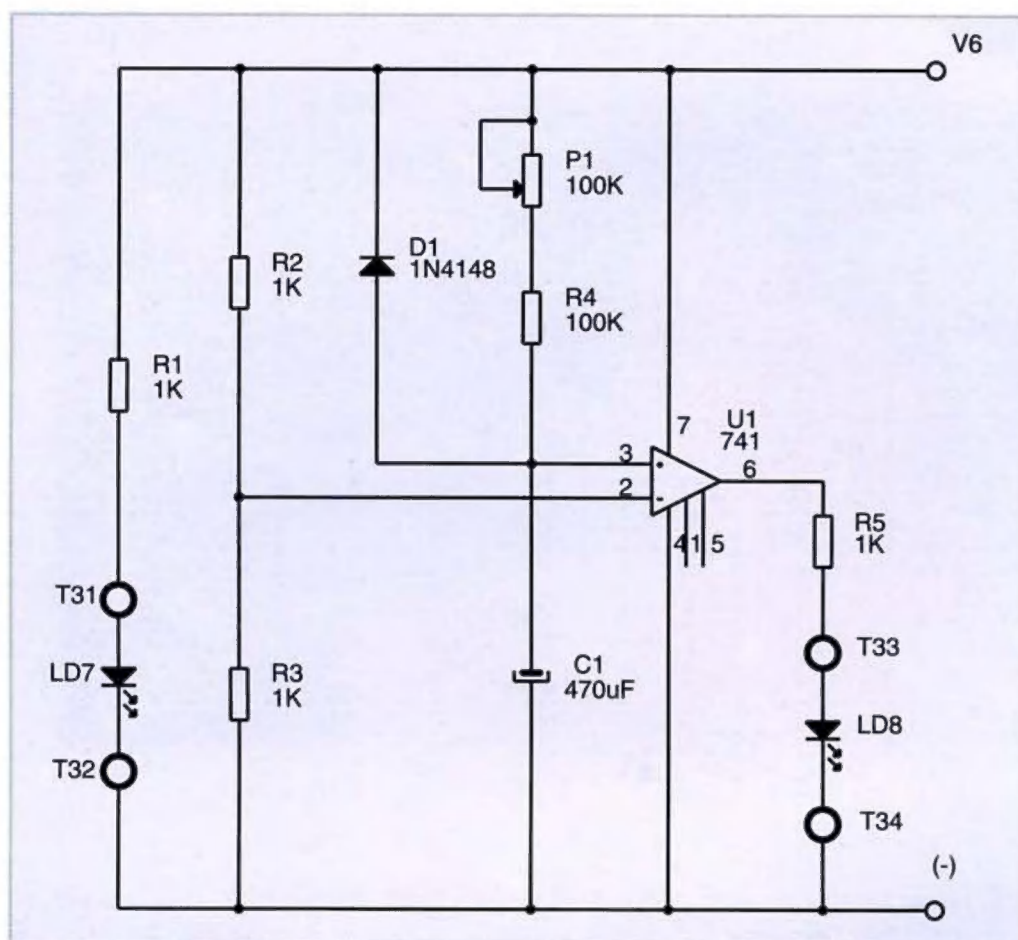 V6
P1
100K
D1
1N4148
R2
1K
R4
100K
R1
1K
U1
741
7
3
2
6
41 5
R5
1K
T31
LD7
R3
1K
C1
470uF
T33
LD8
T32
T34
(-)